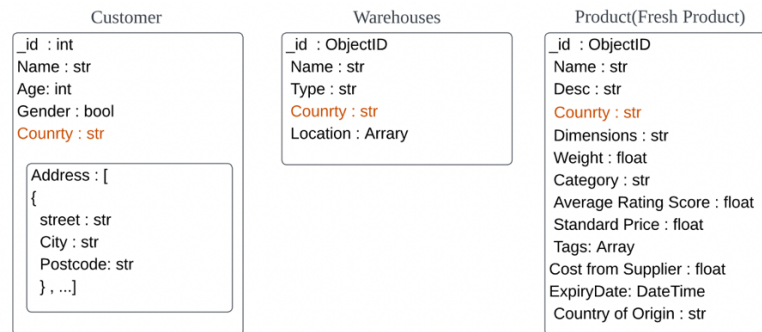 Customer
_id : int
Name : str
Age: int
Gender : bool
Counrty : str
Address : [
{
street : str
City : str
Postcode: str
} , ...]
Warehouses
_id : ObjectID
Name : str
Type : str
Counrty : str
Location : Arrary
Product(Fresh Product)
_id : ObjectID
Name : str
Desc : str
Counrty : str
Dimensions : str
Weight : float
Category : str
Average Rating Score : float
Standard Price : float
Tags: Array
Cost from Supplier : float
ExpiryDate: DateTime
Country of Origin : str